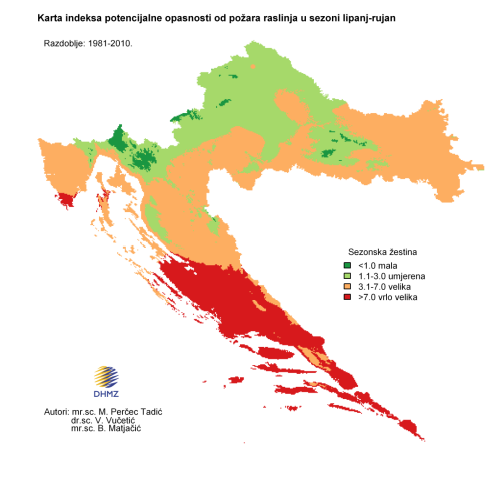 Karta indeksa potencijalne opasnosti od požara raslinja u sezoni lipanj-rujan
Razdoblje: 1981-2010.
Sezonska žestina
<1.0 mala
1.1-3.0 umjerena
3.1-7.0 velika
>7.0 vrlo velika
DHMZ
Autori: mr.sc. M. Perčec Tadić
dr.sc. V. Vučetić
mr.sc. B. Matjačić